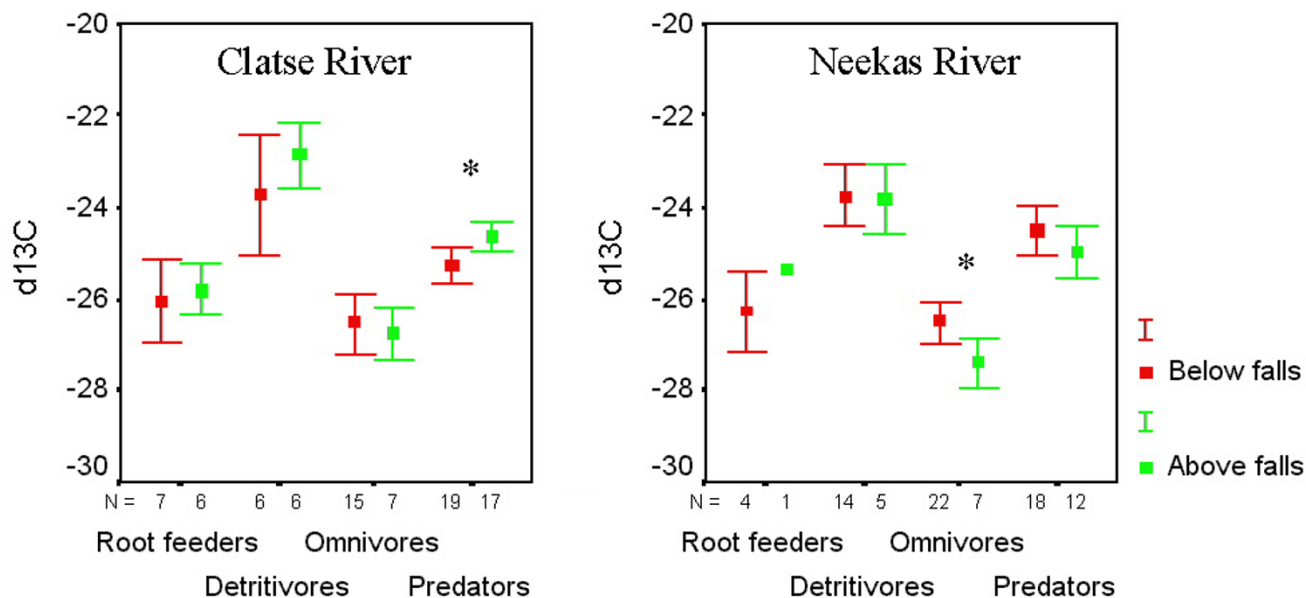 Clatse River
d13C
-20
-22
-24
-26
-28
-30
*
N = 7 6 6 6 15 7 19 17
Root feeders Omnivores
Detritivores Predators
Neekas River
d13C
-20
-22
-24
-26
-28
-30
*
N = 4 1 14 5 22 7 18 12
Root feeders Omnivores
Detritivores Predators
Below falls
Above falls